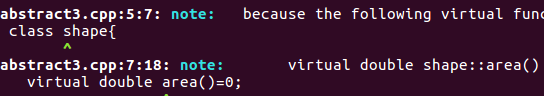 abstract3.cpp:5:7: note:   because the following virtual func
 class shape{
       ^
abstract3.cpp:7:18: note:       virtual double shape::area()
   virtual double area()=0;
                  ^